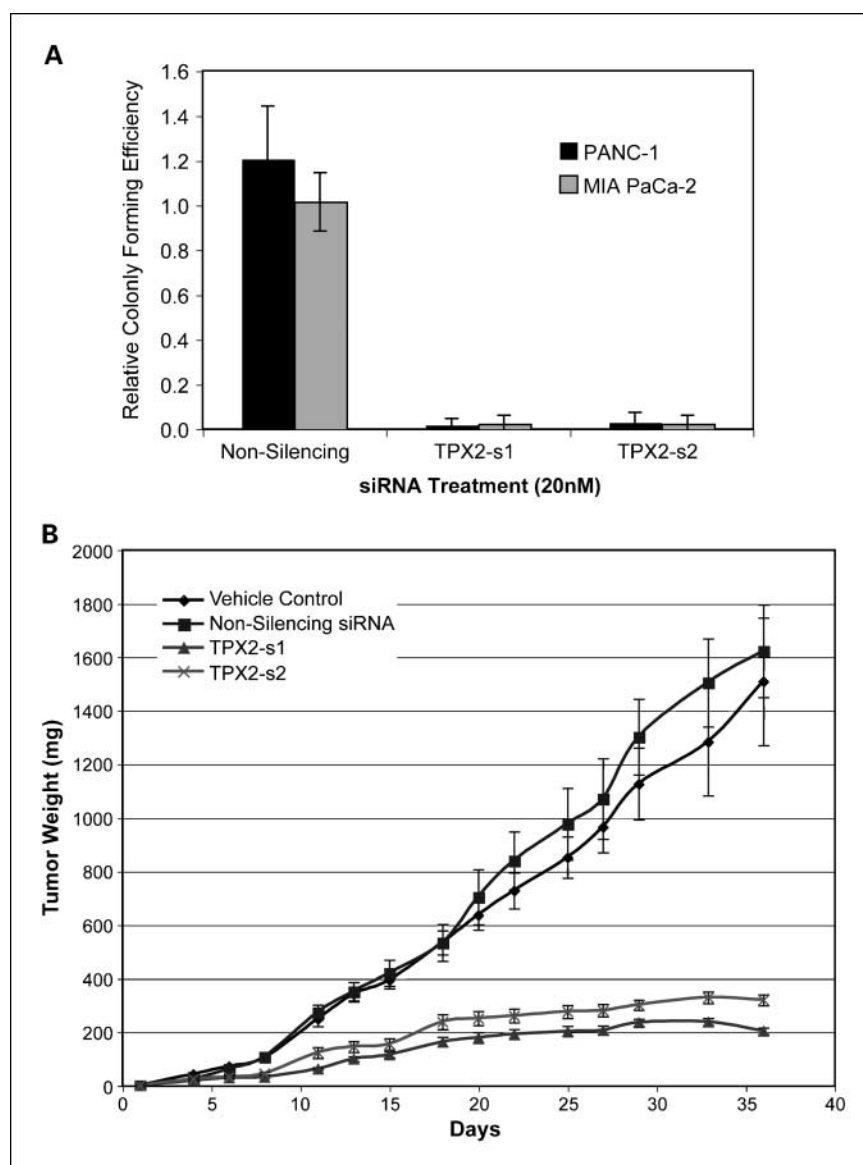 A
1.6
1.4
1.2
1.0
0.8
0.6
0.4
0.2
0.0
Relative Colonly Forming Efficiency
PANC-1
MIA PaCa-2
Non-Silencing TPX2-s1 TPX2-s2
siRNA Treatment (20nM)
B
2000
1800
1600
1400
1200
1000
800
600
400
200
0
Tumor Weight (mg)
Vehicle Control
Non-Silencing siRNA
TPX2-s1
TPX2-s2
0 5 10 15 20 25 30 35 40
Days